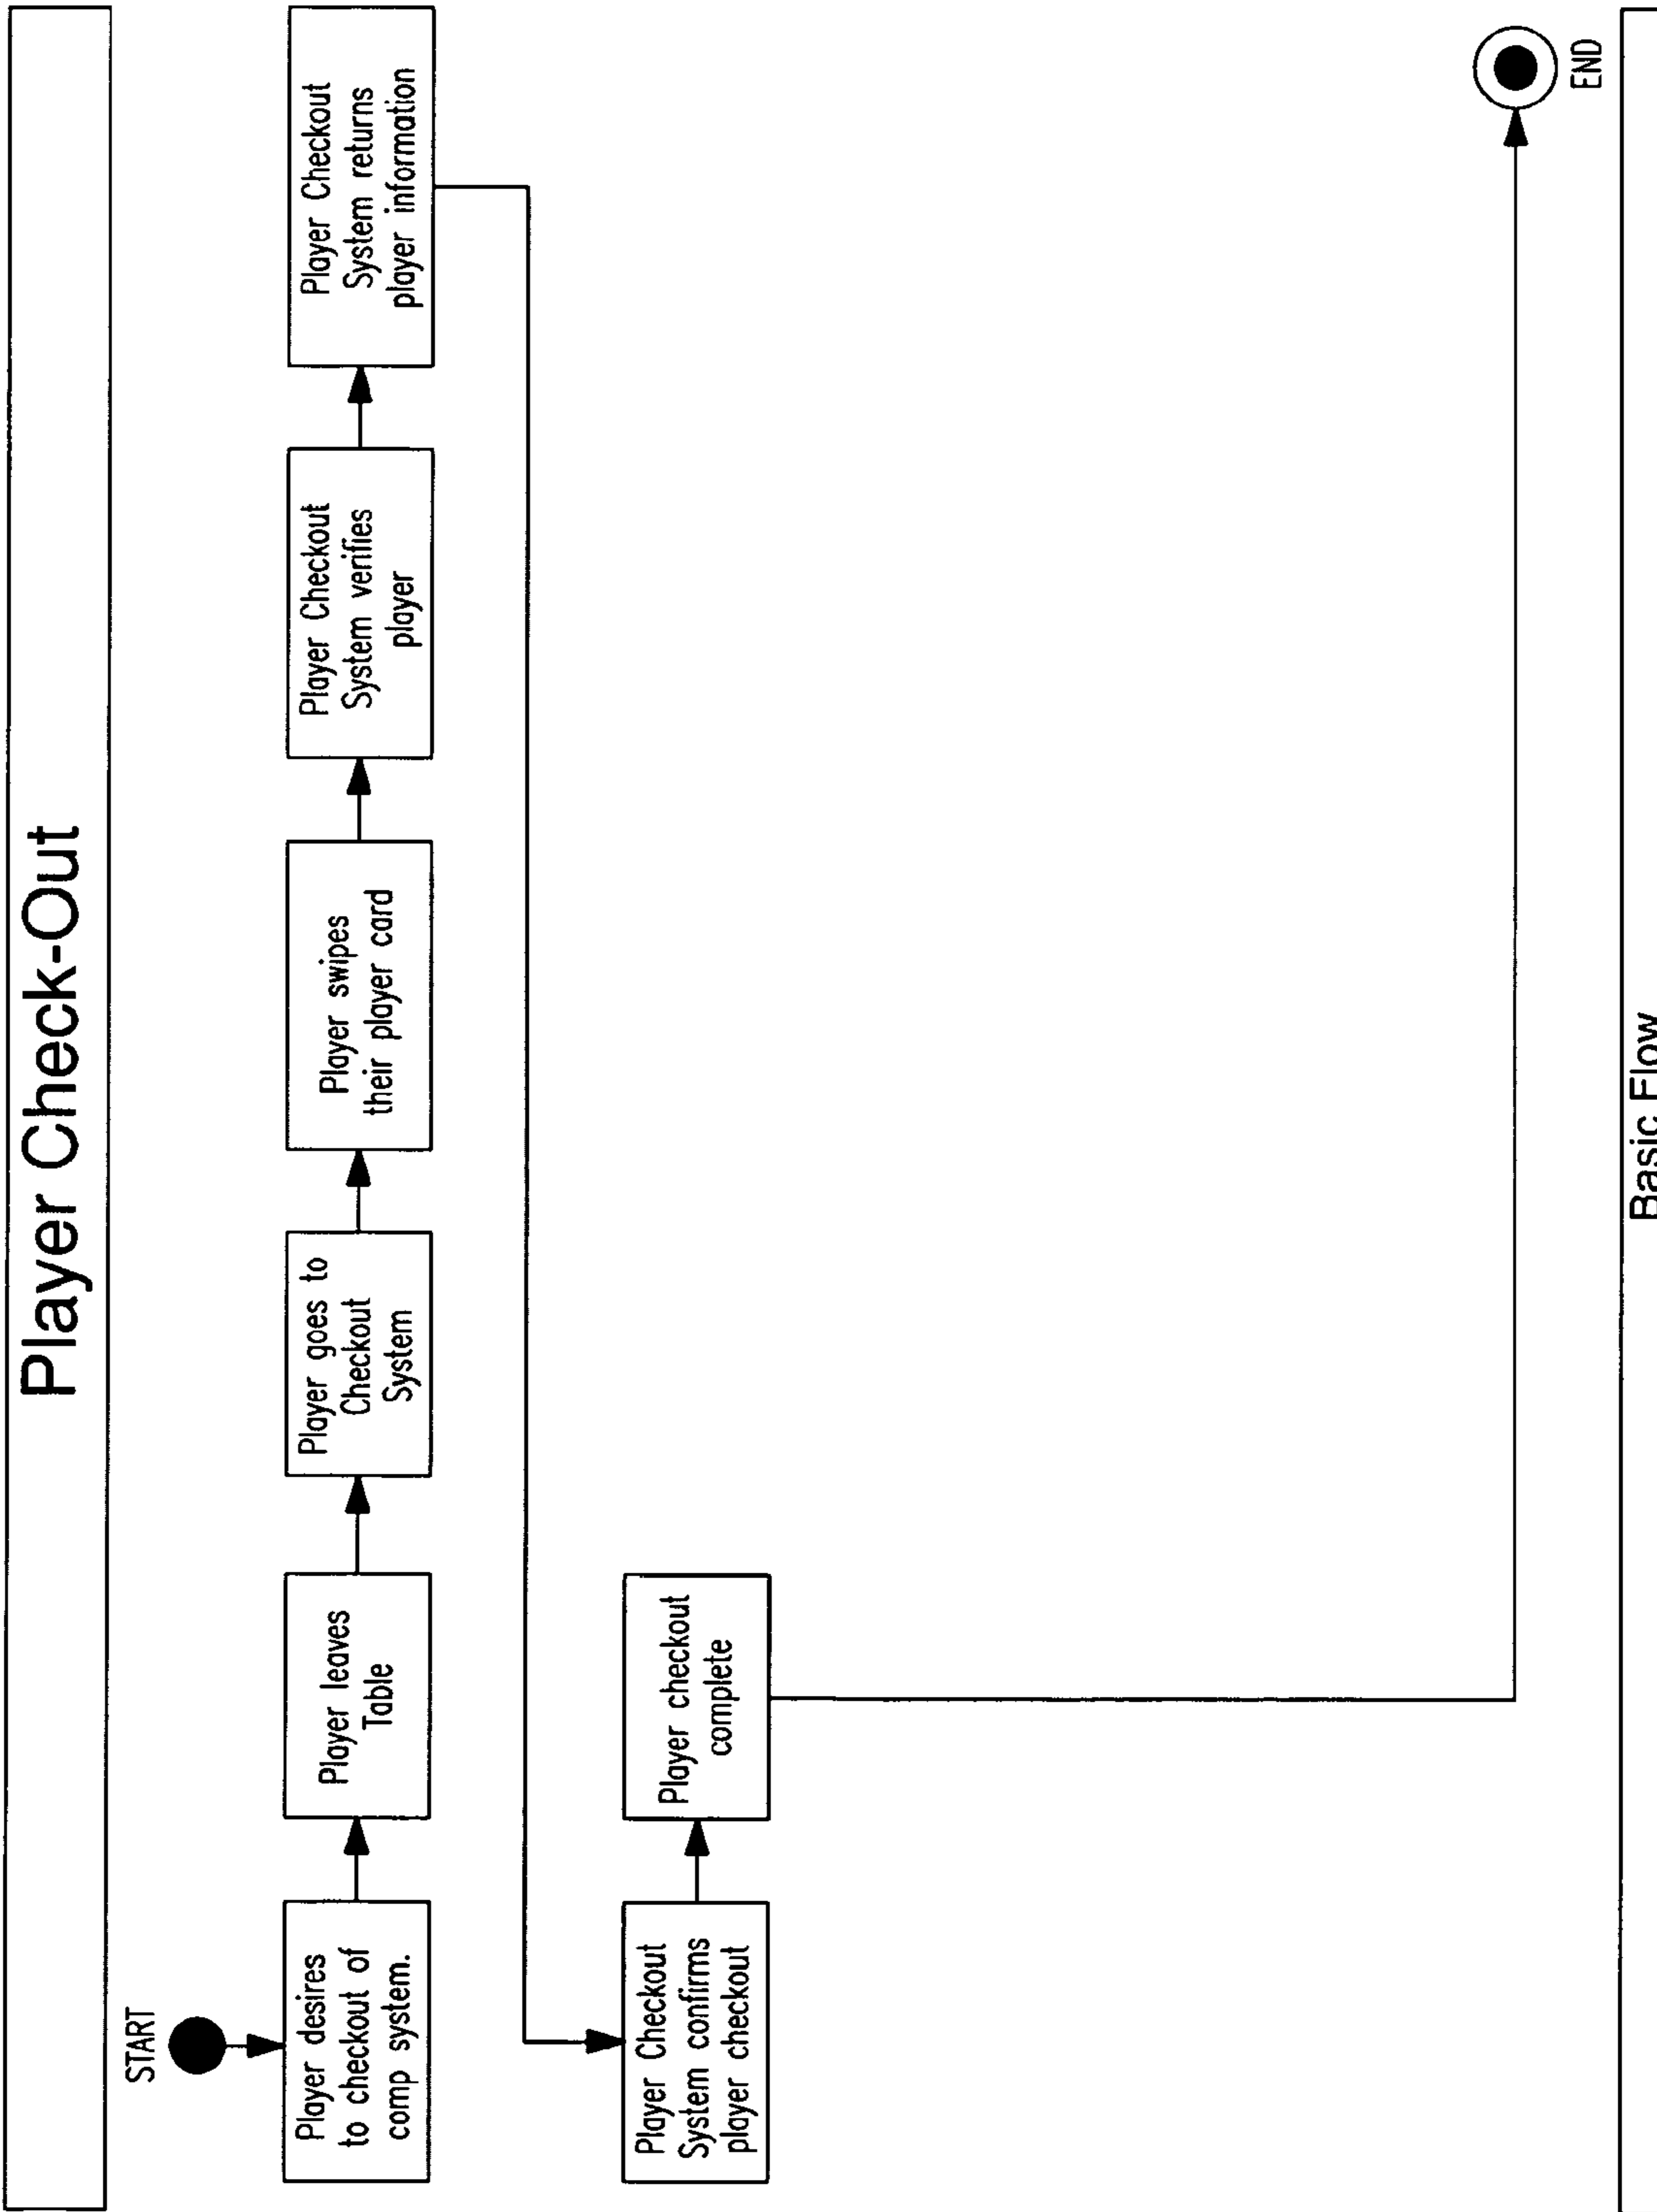 Player Check-Out
START
Player desires
to checkout of
comp system.
Player leaves
Table
Player goes to
Checkout
System
Player swipes
their player card
Player Checkout
System verifies
player
Player Checkout
System returns
player information
Player Checkout
System confirms
player checkout
Player checkout
complete
END
Basic Flow